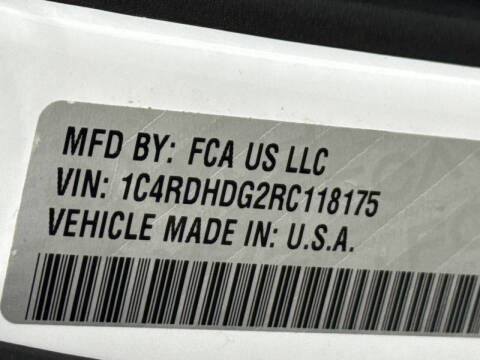 MFD BY: FCA US LLC
VIN: 1C4RDHDG2RC118175
VEHICLE MADE IN: U.S.A.